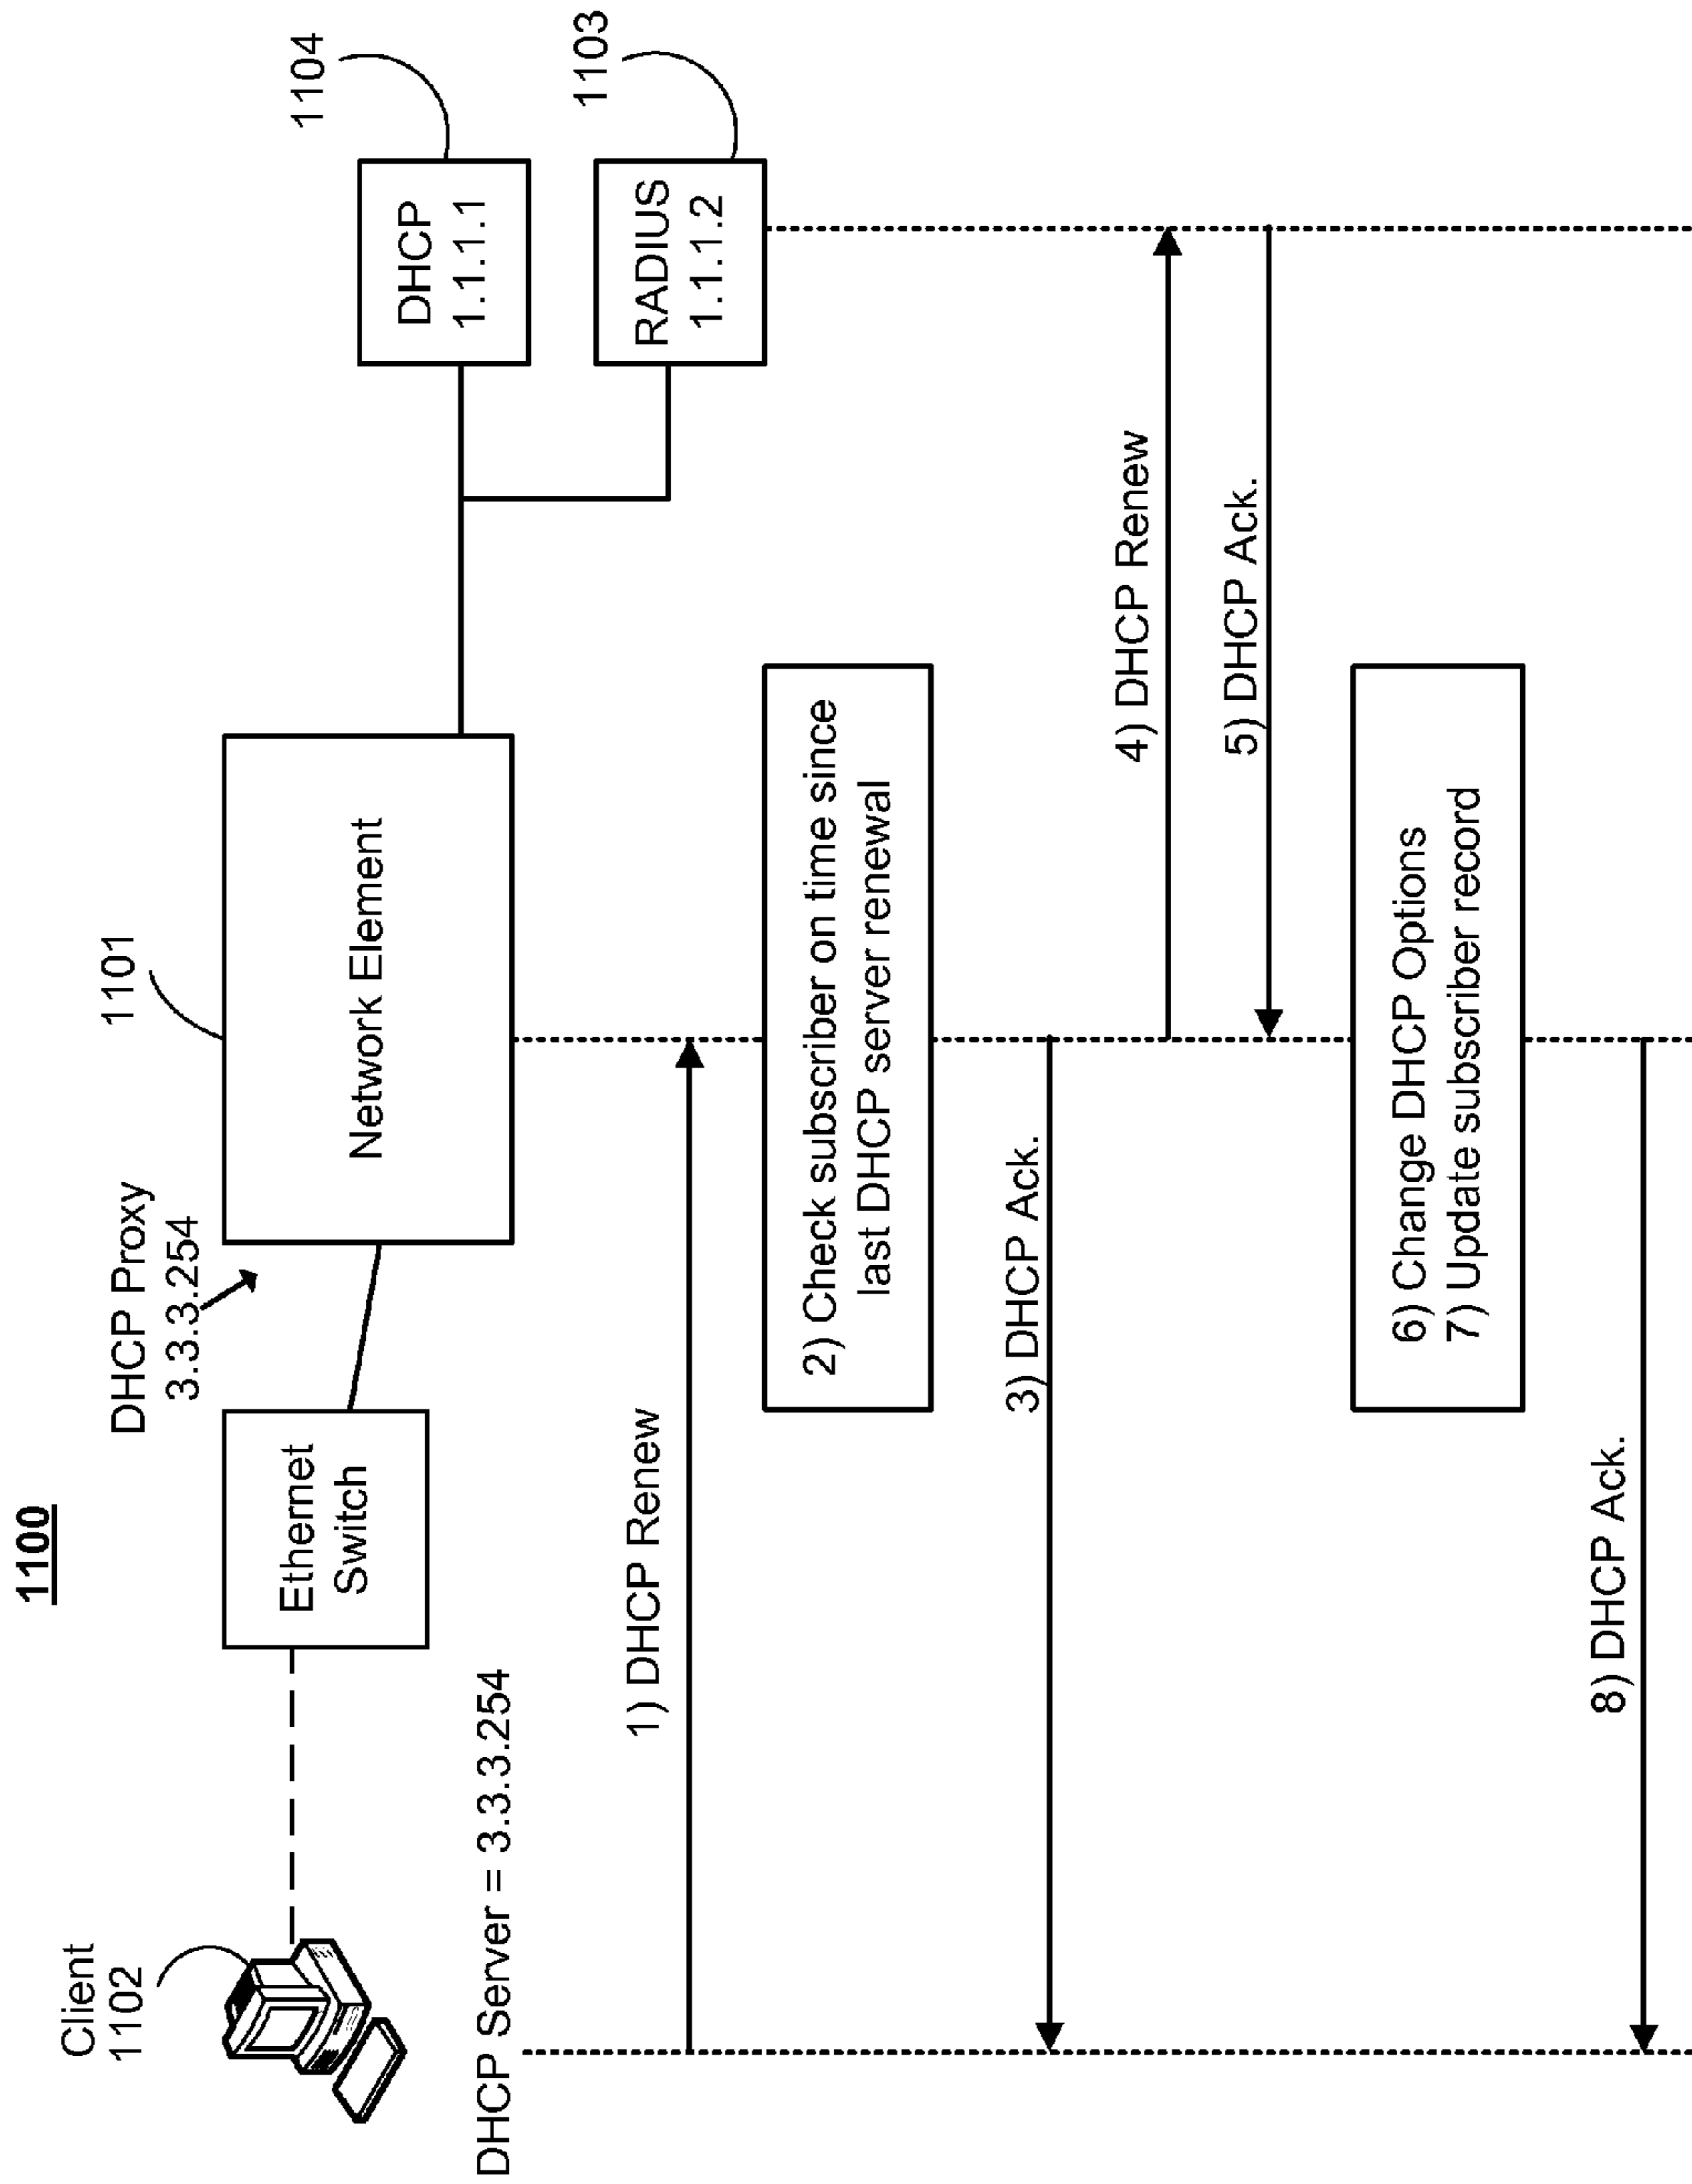 1100
Client
1102
Ethernet
Switch
DHCP Proxy
3.3.3.254
1101
Network Element
DHCP
1.1.1.1
1104
RADIUS
1.1.1.2
1103
DHCP Server = 3.3.3.254
1) DHCP Renew
2) Check subscriber on time since
last DHCP server renewal
3) DHCP Ack.
4) DHCP Renew
5) DHCP Ack.
6) Change DHCP Options
7) Update subscriber record
8) DHCP Ack.